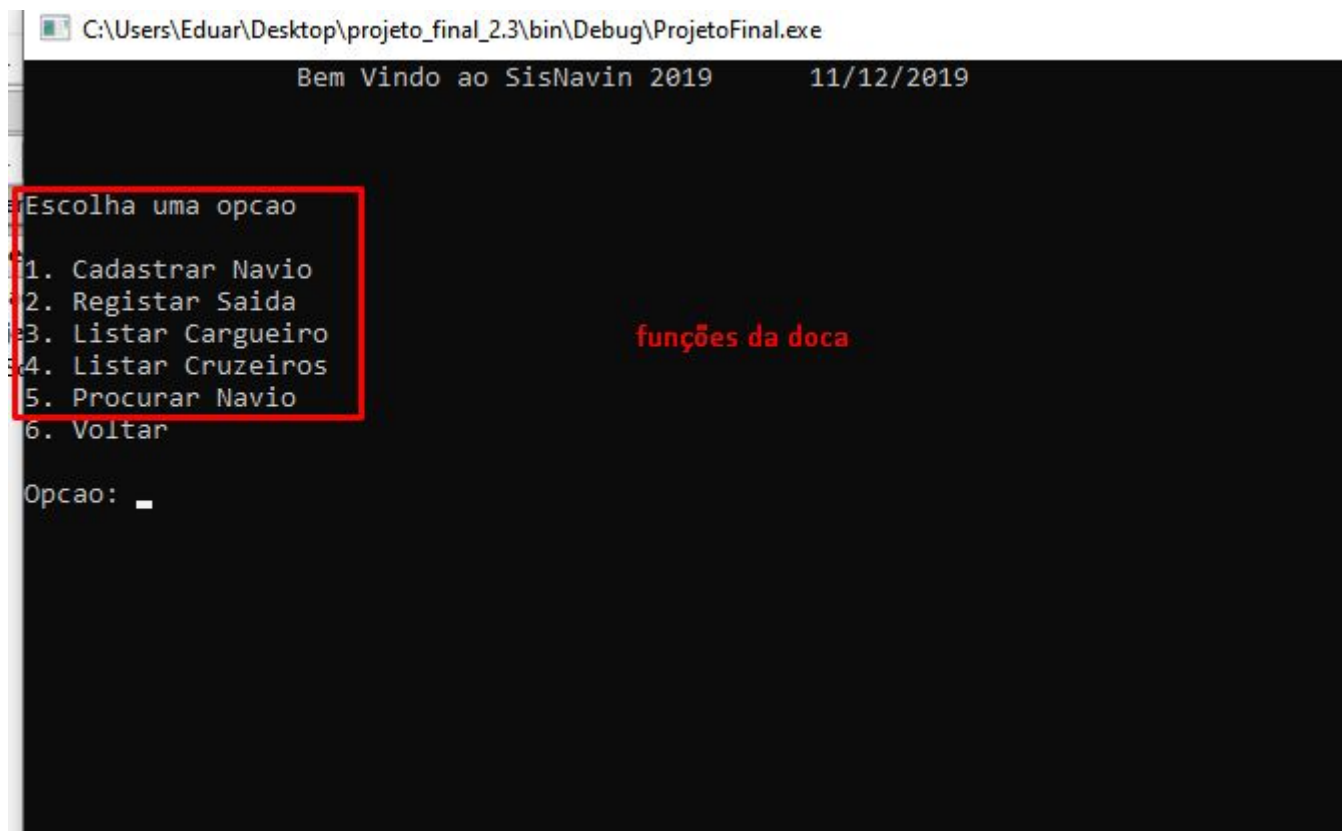 C:\Users\Eduar\Desktop\projeto_final_2.3\bin\Debug\ProjetoFinal.exe
Bem Vindo ao SisNavin 2019 11/12/2019
Escolha uma opcao
1. Cadastrar Navio
2. Registar Saida
3. Listar Cargueiro
4. Listar Cruzeiros
5. Procurar Navio
6. Voltar
funções da doca
Opcao: